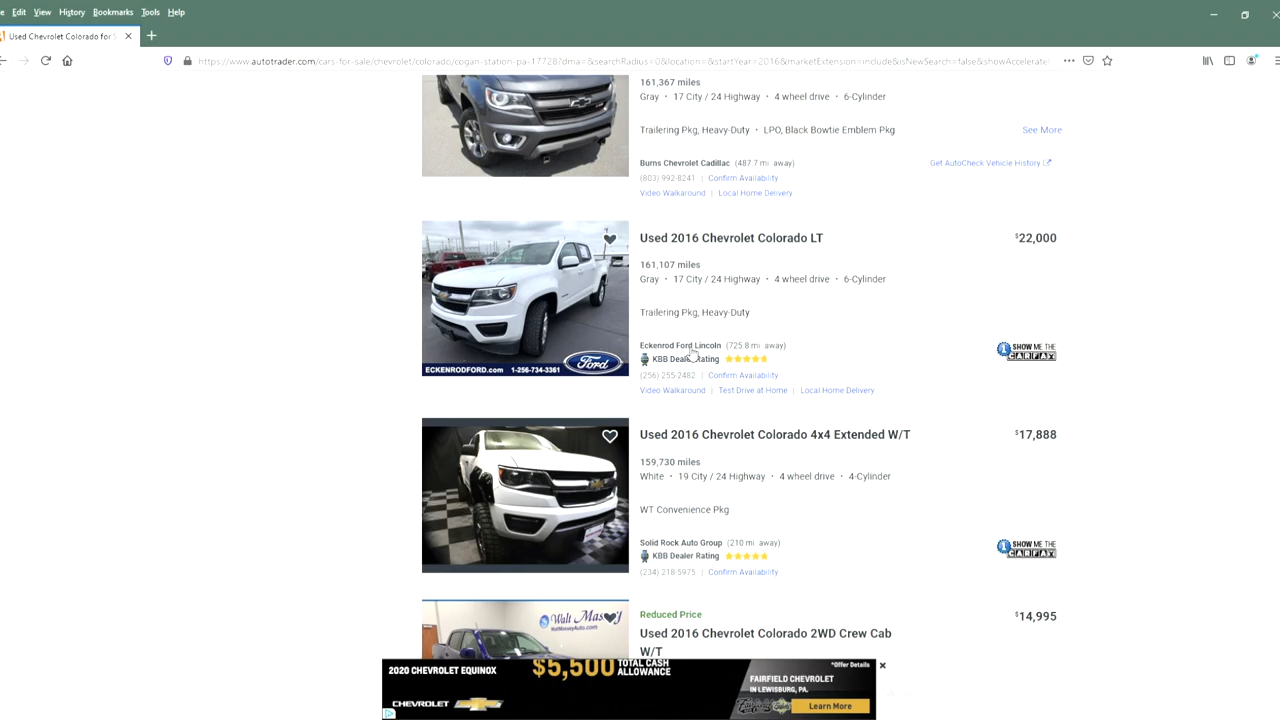 e Edit View History Bookmarks Tools Help
Used Chevrolet Colorado for S
https://www.autotrader.com/cars-for-sale/chevrolet/colorado/cogan-station-pa-17728?dma=&searchRadius=0&location=&startYear=2016&marketExtension=include&isNewSearch=false&showAccelerate
161,367 miles
Gray · 17 City / 24 Highway · 4 wheel drive · 6-Cylinder
Trailering Pkg, Heavy-Duty · LPO, Black Bowtie Emblem Pkg
See More
Burns Chevrolet Cadillac (487.7 mi. away)
Get AutoCheck Vehicle History
(803) 992-8241 | Confirm Availability
Video Walkaround | Local Home Delivery
Used 2016 Chevrolet Colorado LT
$22,000
161,107 miles
Gray · 17 City / 24 Highway · 4 wheel drive · 6-Cylinder
Trailering Pkg, Heavy-Duty
Eckenrod Ford Lincoln (725.8 mi. away)
KBB Dealer Rating
SHOW ME THE CARFAX
(256) 255-2482 | Confirm Availability
Video Walkaround | Test Drive at Home | Local Home Delivery
ECKENRODFORD.com 1-256-734-3361 Ford
Used 2016 Chevrolet Colorado 4x4 Extended W/T
$17,888
159,730 miles
White · 19 City / 24 Highway · 4 wheel drive · 4-Cylinder
WT Convenience Pkg
Solid Rock Auto Group (210 mi. away)
KBB Dealer Rating
SHOW ME THE CARFAX
(234) 218-5975 | Confirm Availability
Walt Massey
Reduced Price
$14,995
Used 2016 Chevrolet Colorado 2WD Crew Cab
W/T
2020 CHEVROLET EQUINOX
$5,500 TOTAL CASH ALLOWANCE
*Offer Details
FAIRFIELD CHEVROLET
IN LEWISBURG, PA.
CHEVROLET
Learn More